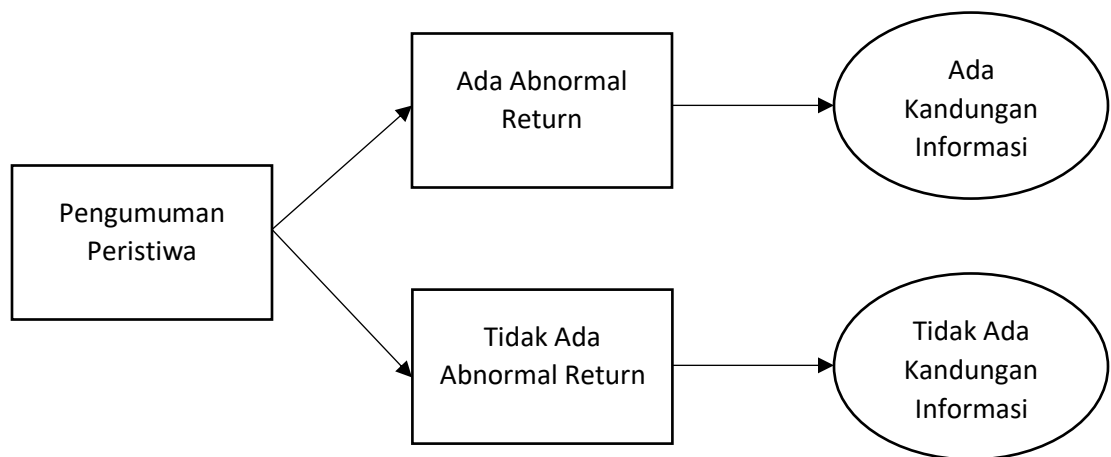 Pengumuman
Peristiwa
Ada Abnormal
Return
Ada
Kandungan
Informasi
Tidak Ada
Abnormal Return
Tidak Ada
Kandungan
Informasi